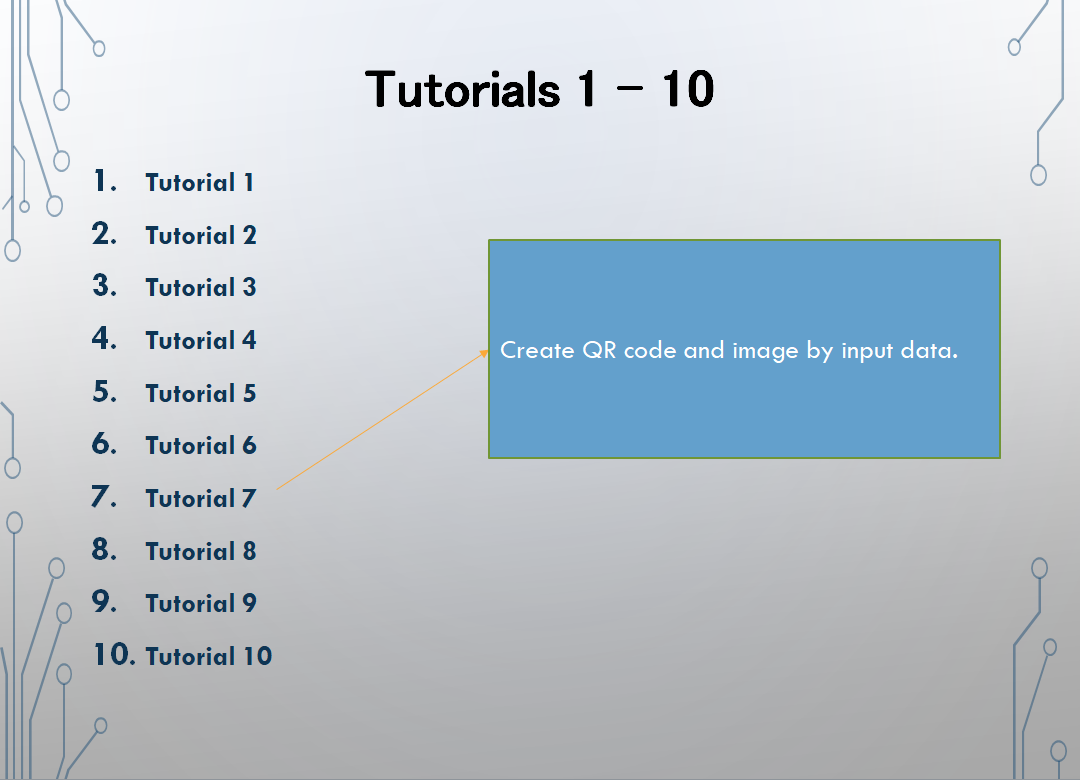 Tutorials 1 – 10
1. Tutorial 1
2. Tutorial 2
3. Tutorial 3
4. Tutorial 4
5. Tutorial 5
6. Tutorial 6
7. Tutorial 7
8. Tutorial 8
9. Tutorial 9
10. Tutorial 10
Create QR code and image by input data.